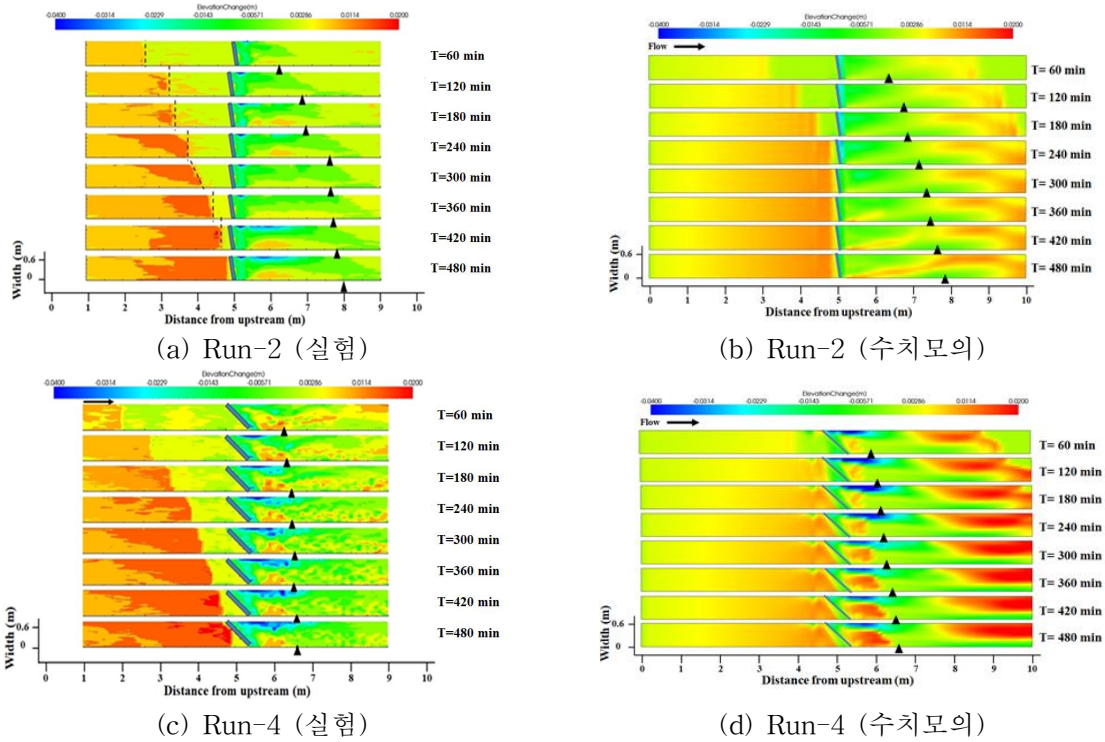 ElevationChange(m)
-0.0400 -0.0314 -0.0229 -0.0143 -0.00571 0.00286 0.0114 0.0200
T=60 min
T=120 min
T=180 min
T=240 min
T=300 min
T=360 min
T=420 min
T=480 min
Width (m)
0.6
0
0 1 2 3 4 5 6 7 8 9 10
Distance from upstream (m)
(a) Run-2 (실험)
ElevationChange(m)
-0.0400 -0.0314 -0.0229 -0.0143 -0.00571 0.00286 0.0114 0.0200
Flow
T= 60 min
T= 120 min
T= 180 min
T= 240 min
T= 300 min
T= 360 min
T= 420 min
T= 480 min
Width (m)
0.6
0
0 1 2 3 4 5 6 7 8 9 10
Distance from upstream (m)
(b) Run-2 (수치모의)
ElevationChange(m)
-0.0400 -0.0314 -0.0229 -0.0143 -0.00571 0.00286 0.0114 0.0200
T=60 min
T=120 min
T=180 min
T=240 min
T=300 min
T=360 min
T=420 min
T=480 min
Width (m)
0.6
0
0 1 2 3 4 5 6 7 8 9 10
Distance from upstream (m)
(c) Run-4 (실험)
ElevationChange(m)
-0.0400 -0.0314 -0.0229 -0.0143 -0.00571 0.00286 0.0114 0.0200
Flow
T= 60 min
T= 120 min
T= 180 min
T= 240 min
T= 300 min
T= 360 min
T= 420 min
T= 480 min
Width (m)
0.6
0
0 1 2 3 4 5 6 7 8 9 10
Distance from upstream (m)
(d) Run-4 (수치모의)